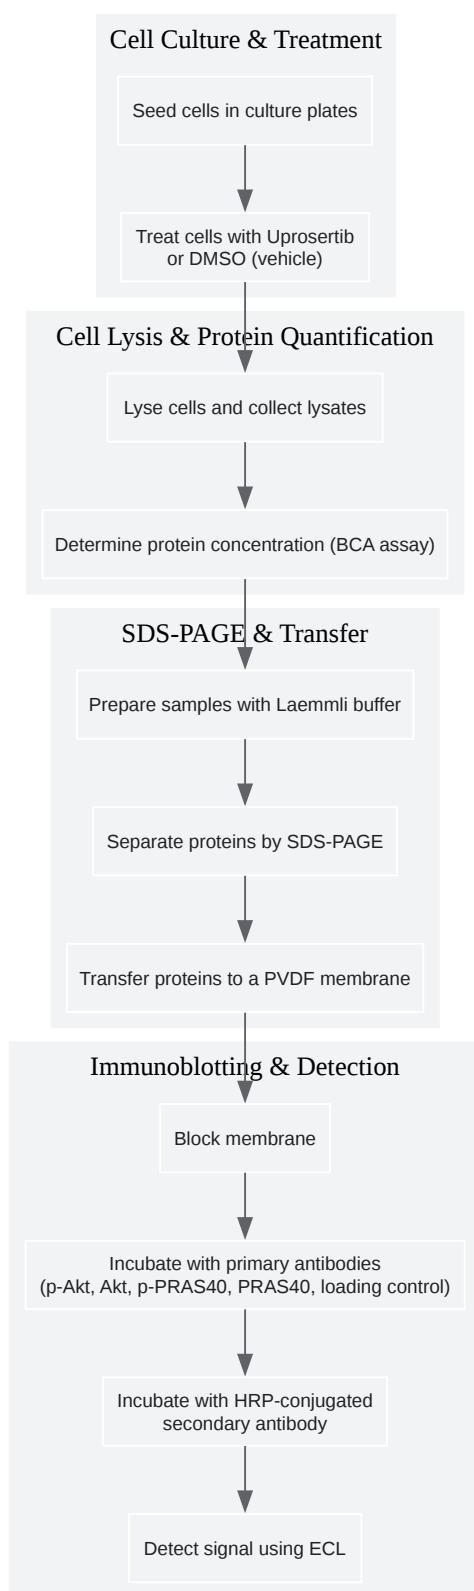 Cell Culture & Treatment
Seed cells in culture plates
Treat cells with Uprosertib
or DMSO (vehicle)
Cell Lysis & Protein Quantification
Lyse cells and collect lysates
Determine protein concentration (BCA assay)
SDS-PAGE & Transfer
Prepare samples with Laemmli buffer
Separate proteins by SDS-PAGE
Transfer proteins to a PVDF membrane
Immunoblotting & Detection
Block membrane
Incubate with primary antibodies
(p-Akt, Akt, p-PRAS40, PRAS40, loading control)
Incubate with HRP-conjugated
secondary antibody
Detect signal using ECL